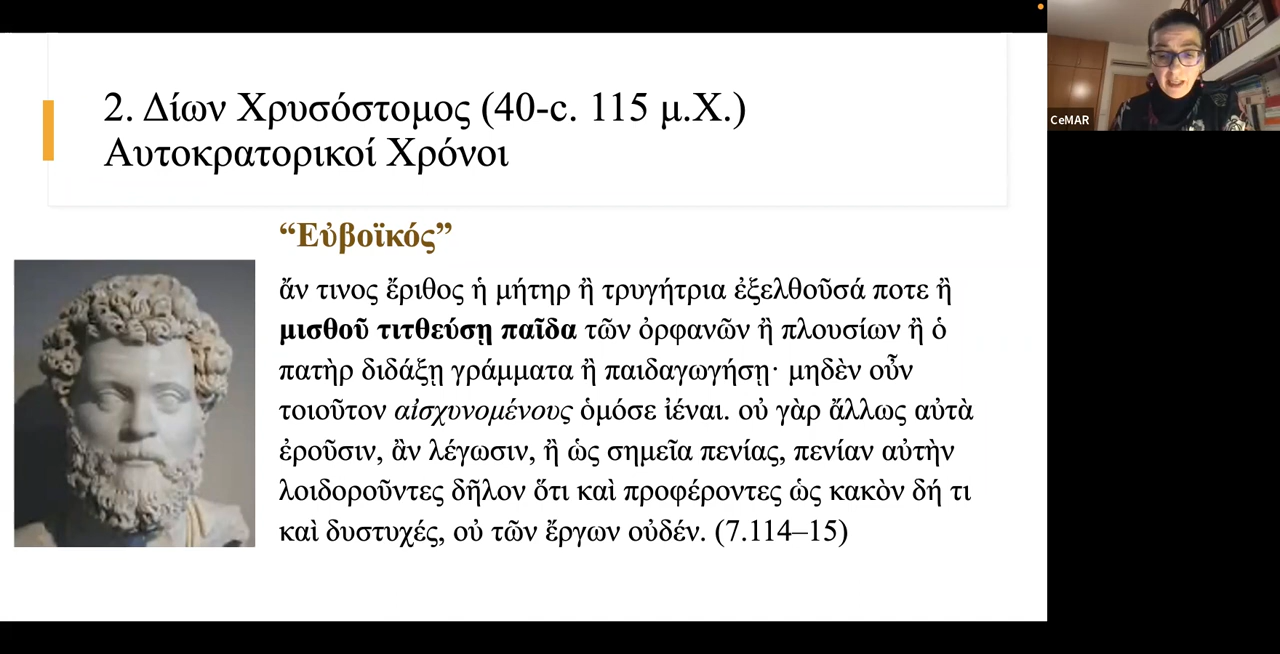 2. Δίων Χρυσόστομος (40-c. 115 μ.Χ.)
Αυτοκρατορικοί Χρόνοι
“Εὐβοϊκός”
ἄν τινος ἔριθος ἡ μήτηρ ἢ τρυγήτρια ἐξελθοῦσά ποτε ἢ
μισθοῦ τιτθεύσῃ παῖδα τῶν ὀρφανῶν ἢ πλουσίων ἢ ὁ
πατὴρ διδάξῃ γράμματα ἢ παιδαγωγήσῃ· μηδὲν οὖν
τοιοῦτον αἰσχυνομένους ὁμόσε ἰέναι. οὐ γὰρ ἄλλως αὐτὰ
ἐροῦσιν, ἂν λέγωσιν, ἢ ὡς σημεῖα πενίας, πενίαν αὐτὴν
λοιδοροῦντες δῆλον ὅτι καὶ προφέροντες ὡς κακὸν δή τι
καὶ δυστυχές, οὐ τῶν ἔργων οὐδέν. (7.114–15)
CeMAR